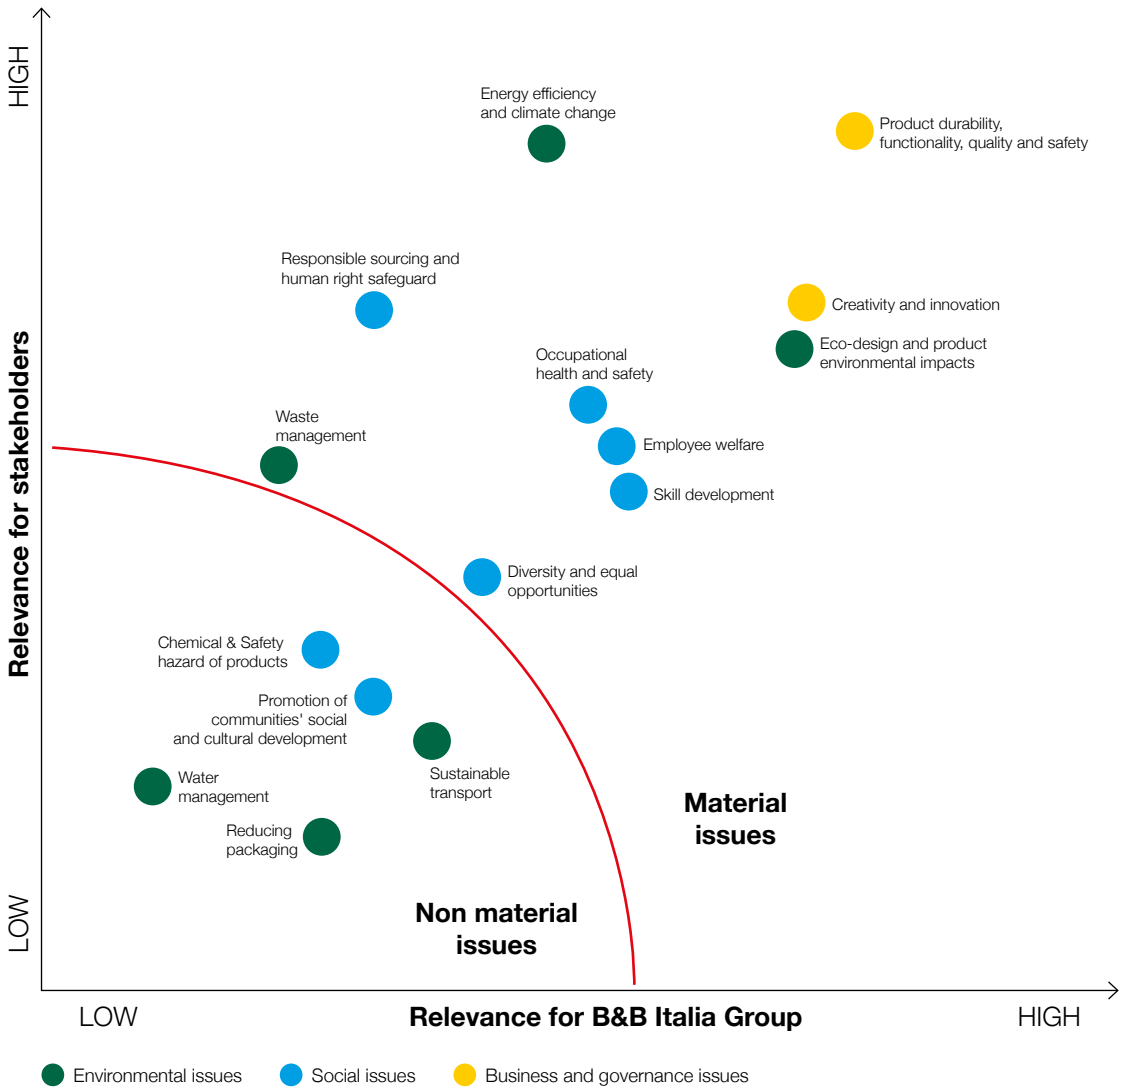 HIGH
Energy efficiency
and climate change
Product durability,
functionality, quality and safety
Responsible sourcing and
human right safeguard
Creativity and innovation
Eco-design and product
environmental impacts
Occupational
health and safety
Waste
management
Employee welfare
Skill development
Relevance for stakeholders
Diversity and equal
opportunities
Chemical & Safety
hazard of products
Promotion of
communities' social
and cultural development
Sustainable
transport
Water
management
Reducing
packaging
Material
issues
Non material
issues
LOW
LOW
Relevance for B&B Italia Group
HIGH
Environmental issues
Social issues
Business and governance issues